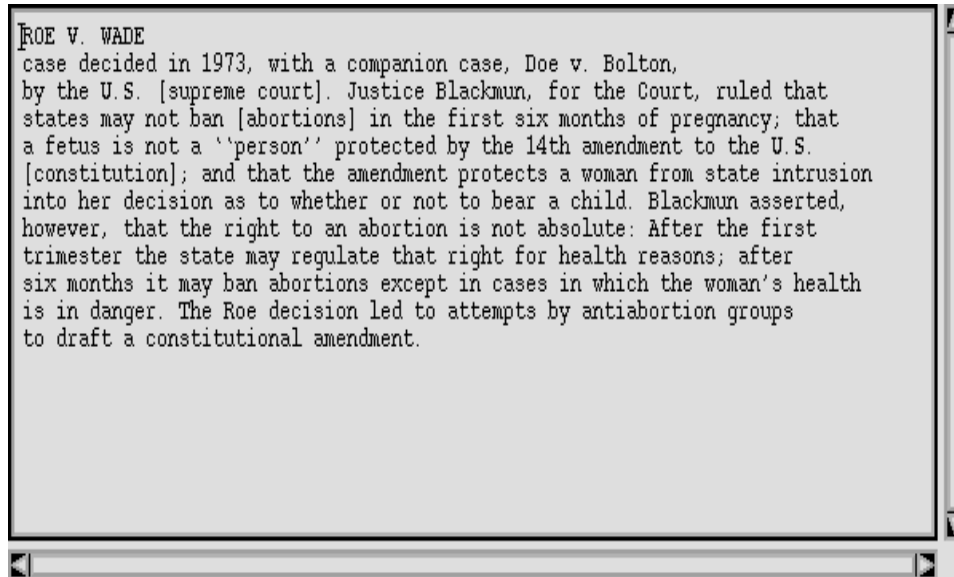 ROE V. WADE
case decided in 1973, with a companion case, Doe v. Bolton,
by the U.S. [supreme court]. Justice Blackmun, for the Court, ruled that
states may not ban [abortions] in the first six months of pregnancy; that
a fetus is not a ``person'' protected by the 14th amendment to the U.S.
[constitution]; and that the amendment protects a woman from state intrusion
into her decision as to whether or not to bear a child. Blackmun asserted,
however, that the right to an abortion is not absolute: After the first
trimester the state may regulate that right for health reasons; after
six months it may ban abortions except in cases in which the woman's health
is in danger. The Roe decision led to attempts by antiabortion groups
to draft a constitutional amendment.